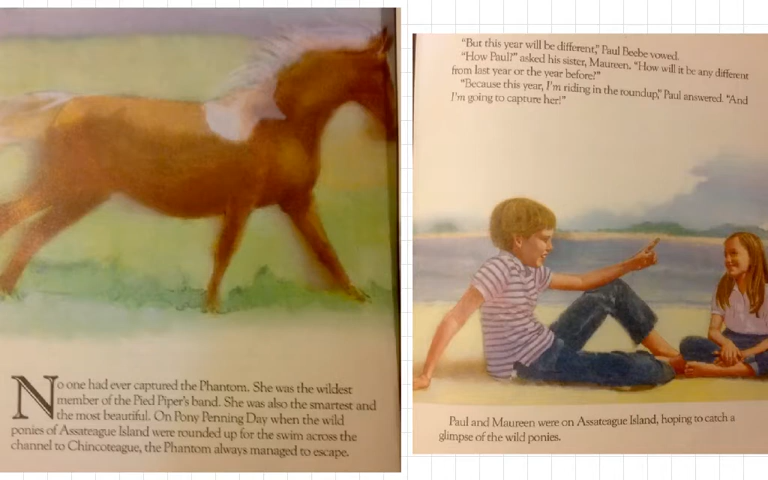 No one had ever captured the Phantom. She was the wildest
member of the Pied Piper's band. She was also the smartest and
the most beautiful. On Pony Penning Day when the wild
ponies of Assateague Island were rounded up for the swim across the
channel to Chincoteague, the Phantom always managed to escape.
"But this year will be different," Paul Beebe vowed.
"How Paul?" asked his sister, Maureen. "How will it be any different
from last year or the year before?"
"Because this year, I'm riding in the roundup," Paul answered. "And
I'm going to capture her!"
Paul and Maureen were on Assateague Island, hoping to catch a
glimpse of the wild ponies.